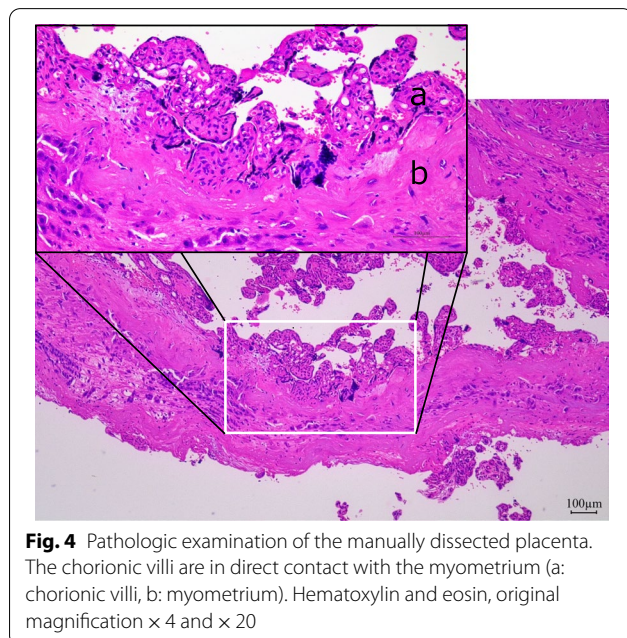 a
b
100μm
Fig. 4 Pathologic examination of the manually dissected placenta.
The chorionic villi are in direct contact with the myometrium (a:
chorionic villi, b: myometrium). Hematoxylin and eosin, original
magnification × 4 and × 20